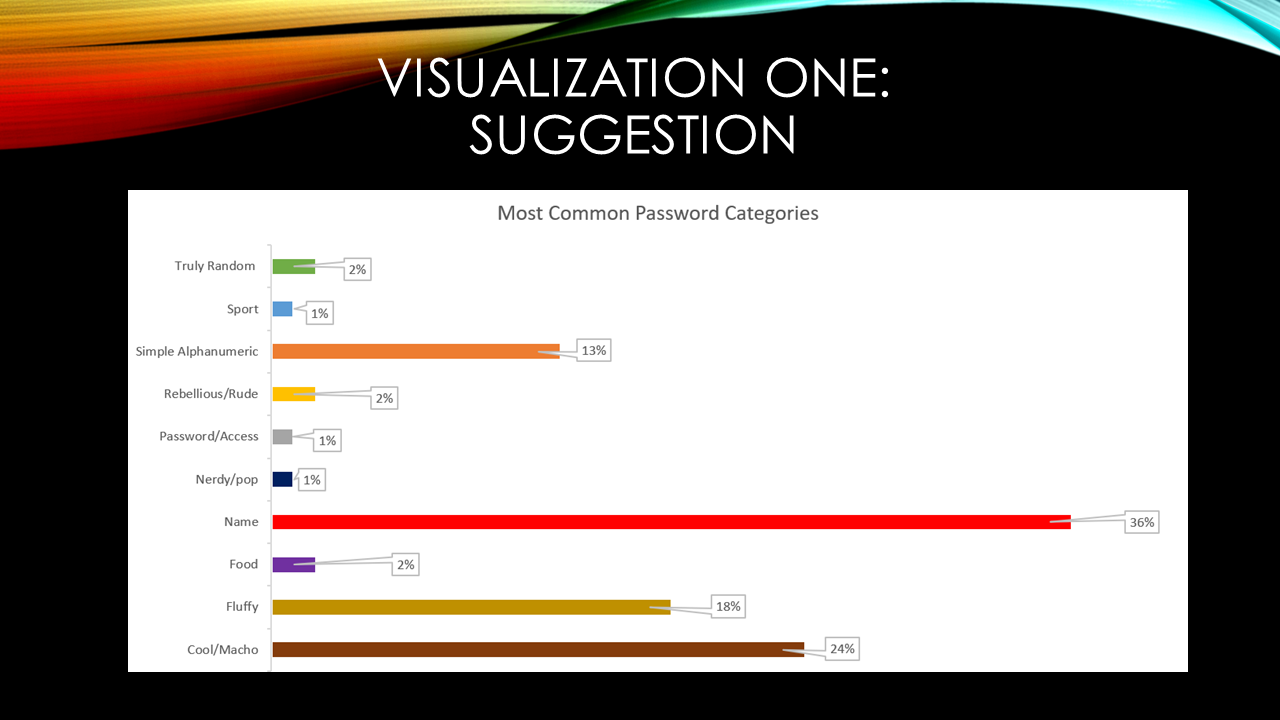 VISUALIZATION ONE:
SUGGESTION
Most Common Password Categories
Truly Random
2%
Sport
1%
Simple Alphanumeric
13%
Rebellious/Rude
2%
Password/Access
1%
Nerdy/pop
1%
Name
36%
Food
2%
Fluffy
18%
Cool/Macho
24%